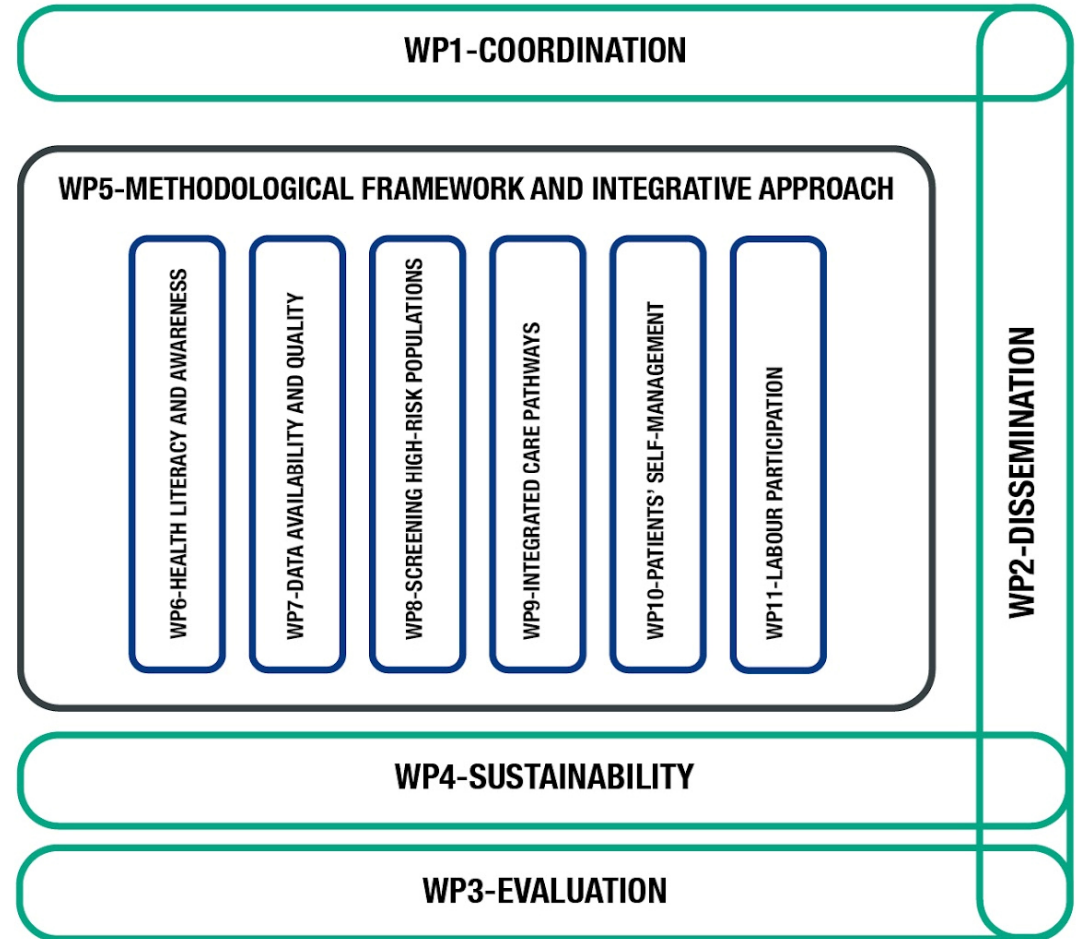 WP1-COORDINATION
WP5-METHODOLOGICAL FRAMEWORK AND INTEGRATIVE APPROACH
WP6-HEALTH LITERACY AND AWARENESS
WP7-DATA AVAILABILITY AND QUALITY
WP8-SCREENING HIGH-RISK POPULATIONS
WP9-INTEGRATED CARE PATHWAYS
WP10-PATIENTS’ SELF-MANAGEMENT
WP11-LABOUR PARTICIPATION
WP2-DISSEMINATION
WP4-SUSTAINABILITY
WP3-EVALUATION